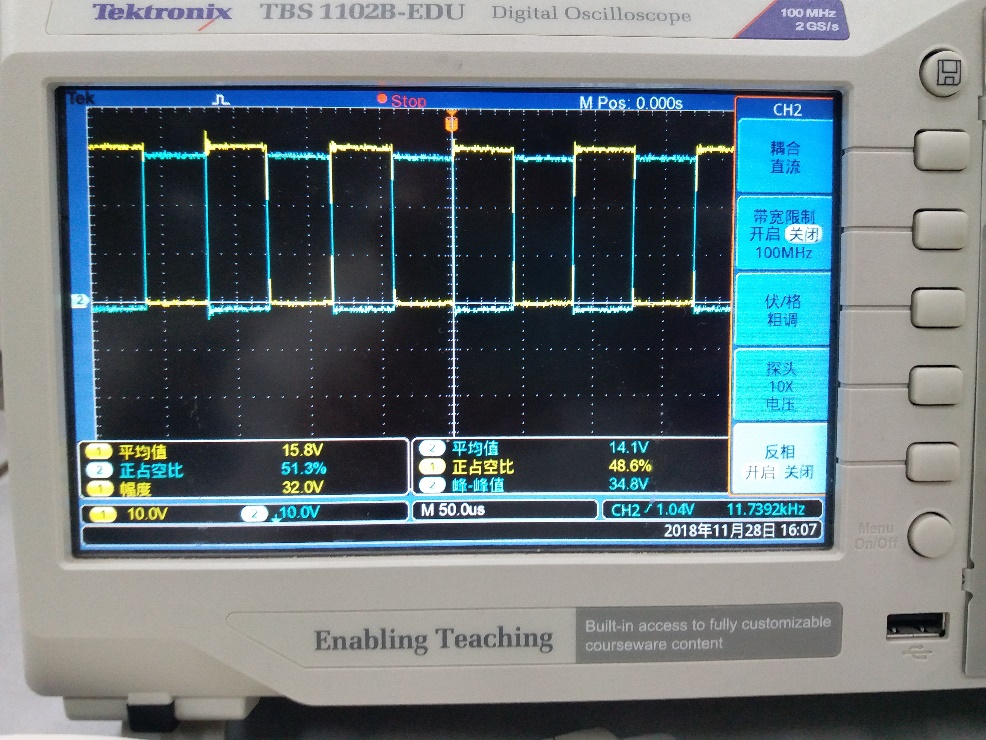 Tektronix TBS 1102B-EDU Digital Oscilloscope
100 MHz
2 GS/s
Tek
Stop
M Pos: 0.000s
CH2
耦合
直流
带宽限制
开启 关闭
100MHz
伏/格
粗调
探头
10X
电压
反相
开启 关闭
2
1 平均值 15.8V
2 正占空比 51.3%
1 幅度 32.0V
2 平均值 14.1V
1 正占空比 48.6%
2 峰-峰值 34.8V
1 10.0V 2 10.0V
M 50.0us
CH2 / 1.04V 11.7392kHz
2018年11月28日 16:07
Menu
On/Off
Enabling Teaching
Built-in access to fully customizable
courseware content